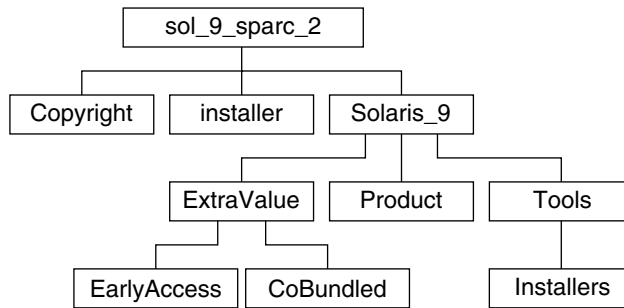 sol_9_sparc_2
Copyright
installer
Solaris_9
ExtraValue
Product
Tools
EarlyAccess
CoBundled
Installers